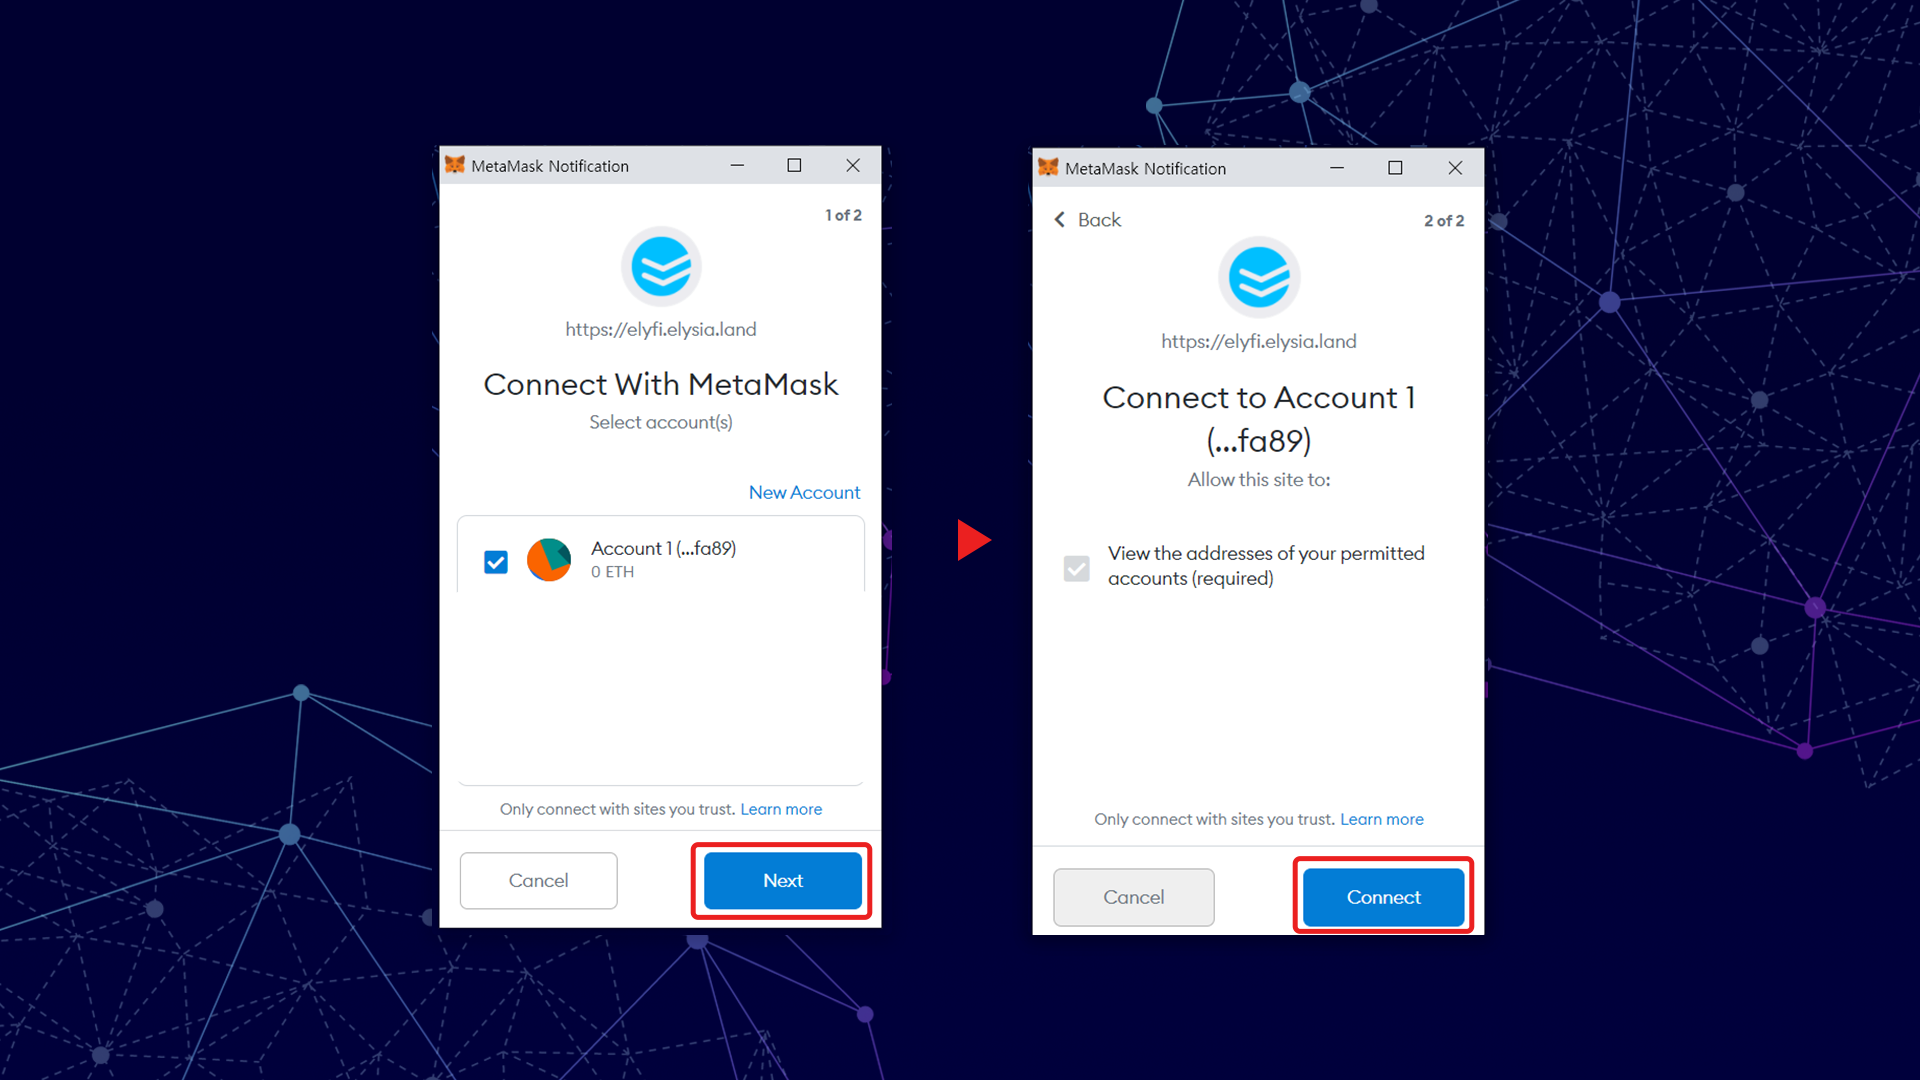 MetaMask Notification
1 of 2
https://elyfi.elysia.land
Connect With MetaMask
Select account(s)
New Account
Account 1 (...fa89)
0 ETH
Only connect with sites you trust. Learn more
Cancel
Next
MetaMask Notification
Back
2 of 2
https://elyfi.elysia.land
Connect to Account 1
(...fa89)
Allow this site to:
View the addresses of your permitted
accounts (required)
Only connect with sites you trust. Learn more
Cancel
Connect